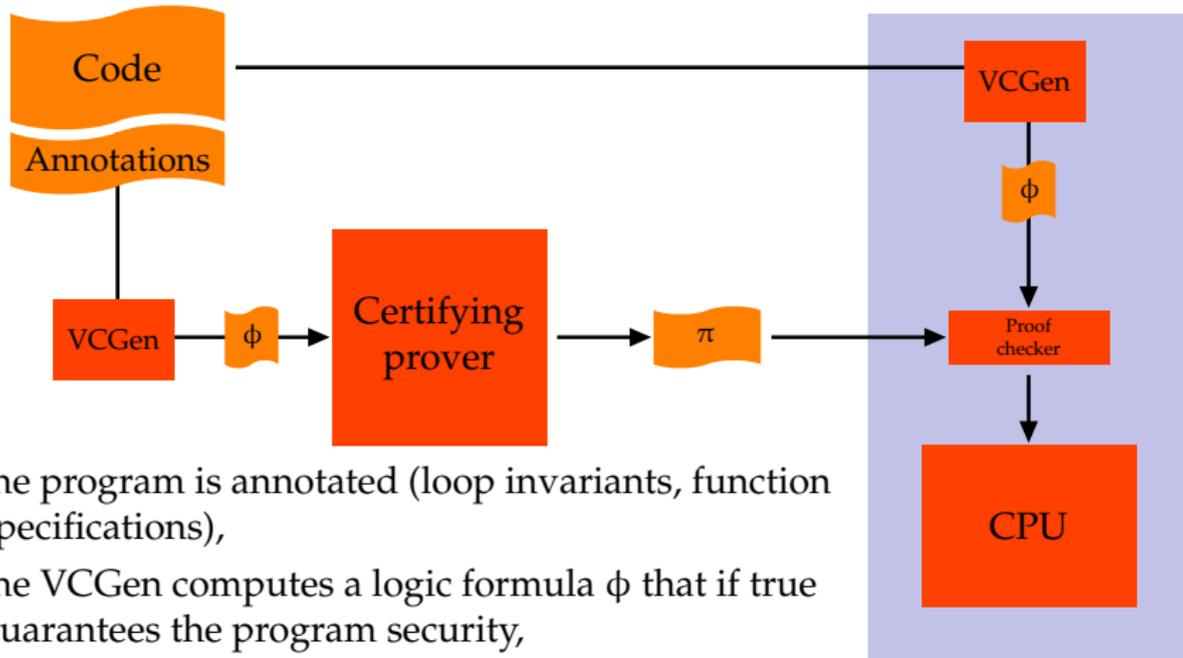 Code
VCGen
Annotations
ϕ
VCGen
ϕ
Certifying
prover
π
Proof
checker
CPU
he program is annotated (loop invariants, function
pecifications),
he VCGen computes a logic formula ϕ that if true
uarantees the program security,